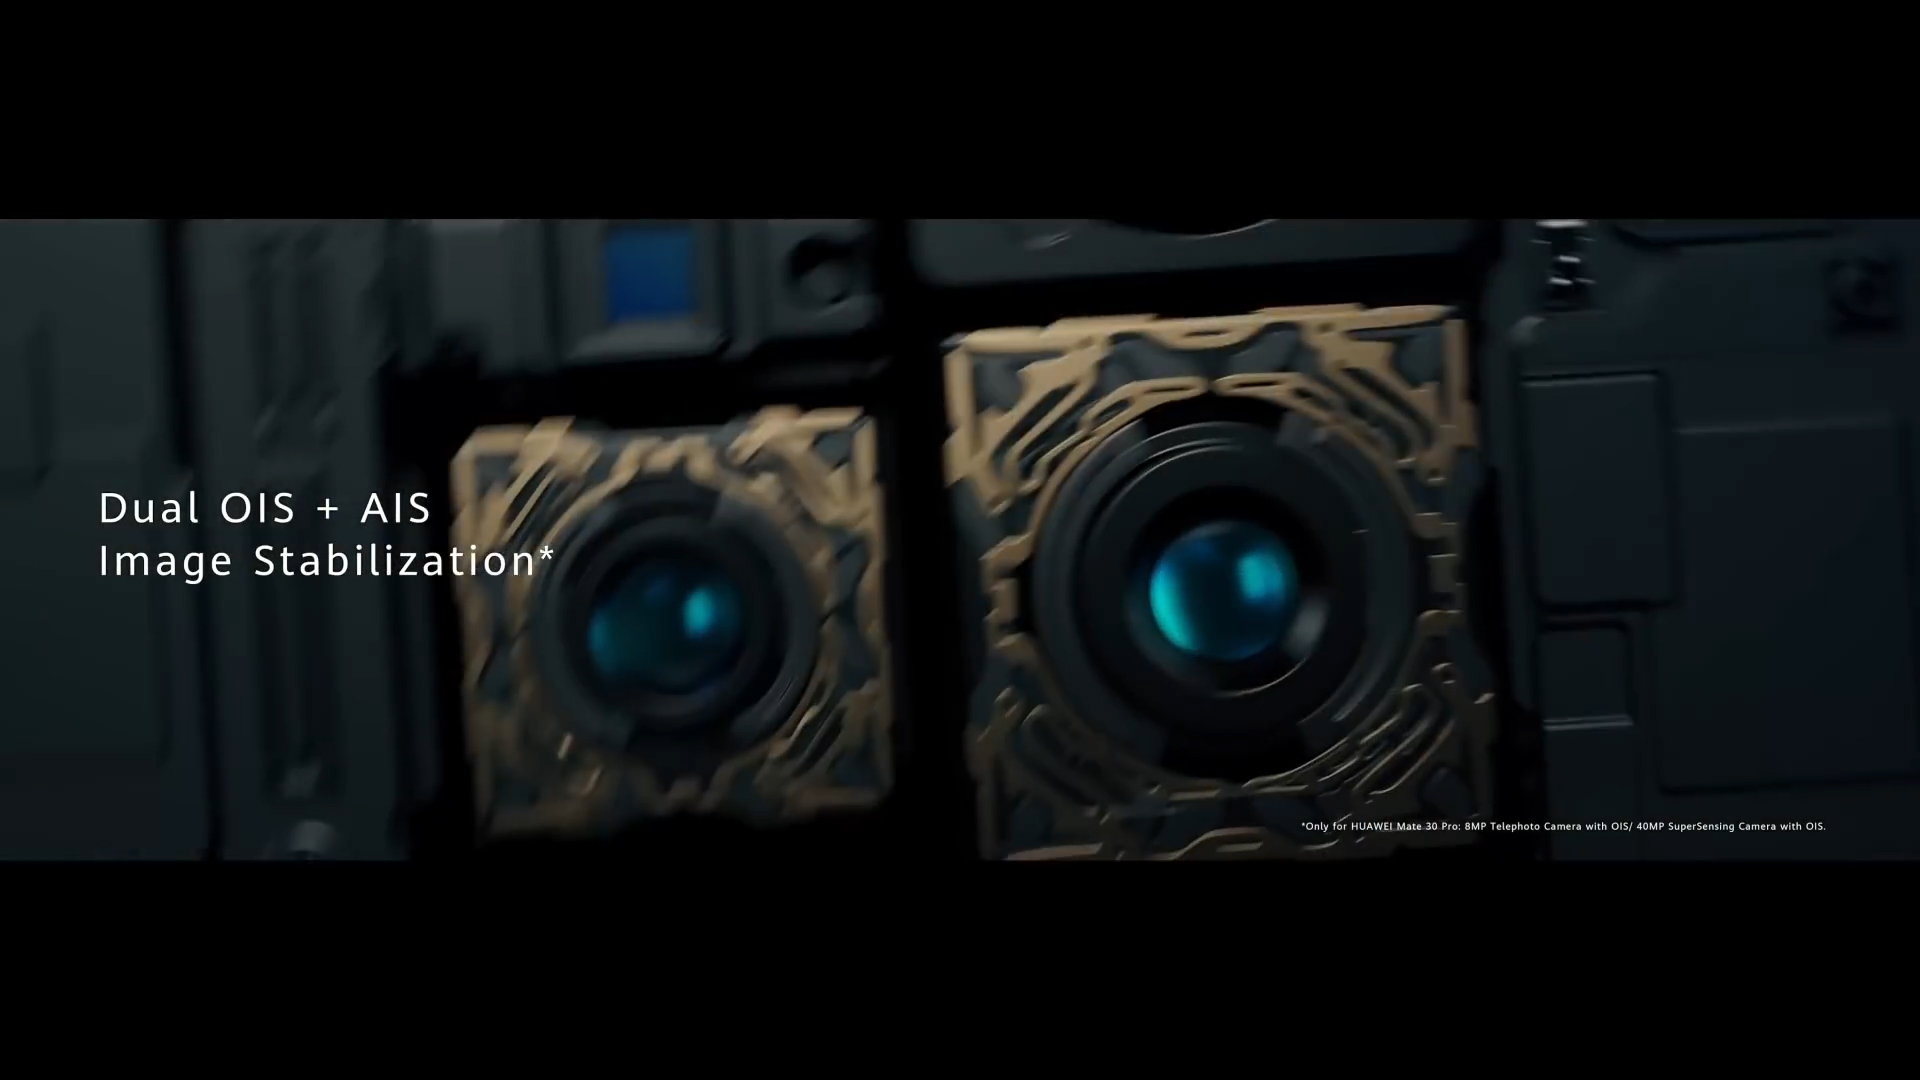 Dual OIS + AIS
Image Stabilization*
*Only for HUAWEI Mate 30 Pro: 8MP Telephoto Camera with OIS/ 40MP SuperSensing Camera with OIS.